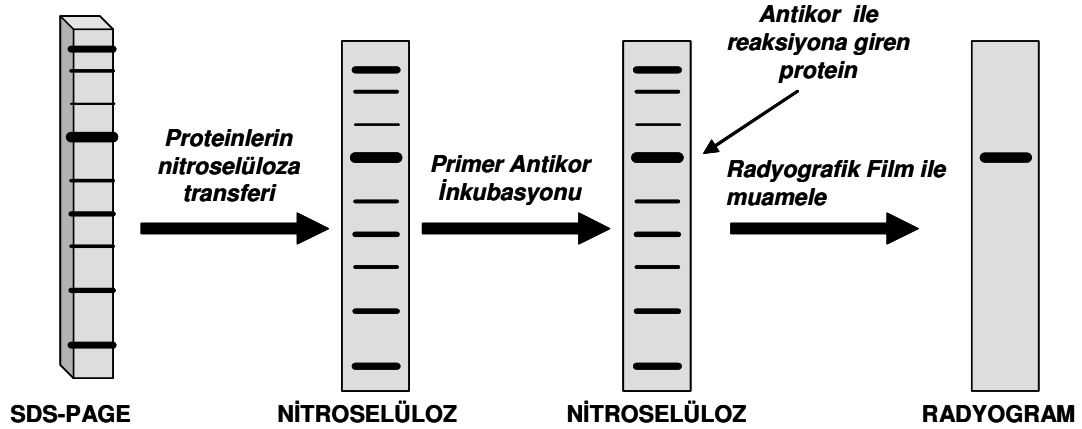 Antikor ile
reaksiyona giren
protein
Proteinlerin
nitroselüloza
transferi
Primer Antikor
İnkubasyonu
Radyografik Film ile
muamele
SDS-PAGE
NİTROSELÜLOZ
NİTROSELÜLOZ
RADYOGRAM